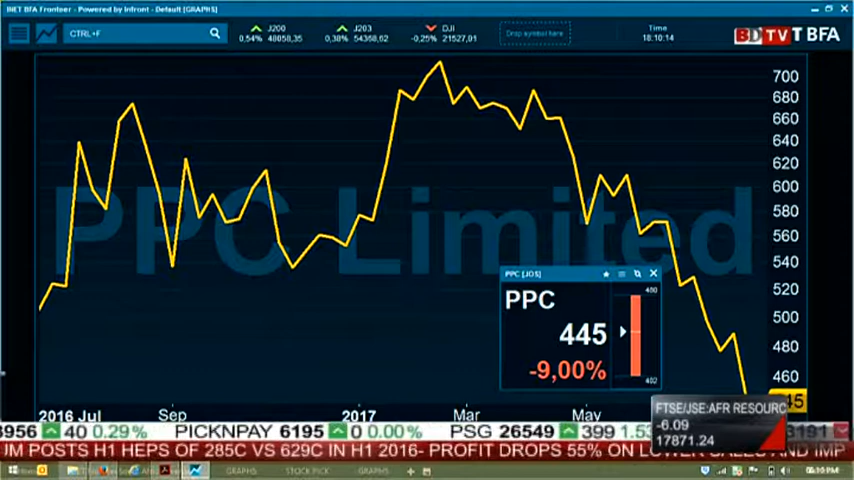 INET BFA Fronteer - Powered by Infront - Default [GRAPHS]
CTRL+F
J200
0,54% 48058,35
J203
0,38% 54368,62
DJI
-0,25% 21527,91
Drop symbol here
Time
18:10:14
BDTV T BFA
PPC Limited
700
680
660
640
620
600
580
560
540
520
500
480
460
PPC [JOS]
PPC
445
-9,00%
480
402
2016 Jul Sep 2017 Mar May
FTSE/JSE:AFR RESOURC
-6.09
17871.24
3956 40 0.29% PICKNPAY 6195 0 0.00% PSG 26549 399
JM POSTS H1 HEPS OF 285C VS 629C IN H1 2016- PROFIT DROPS 55% ON LOWER SALES AND IMP
GRAPHS STOCK PICK GRAPHS